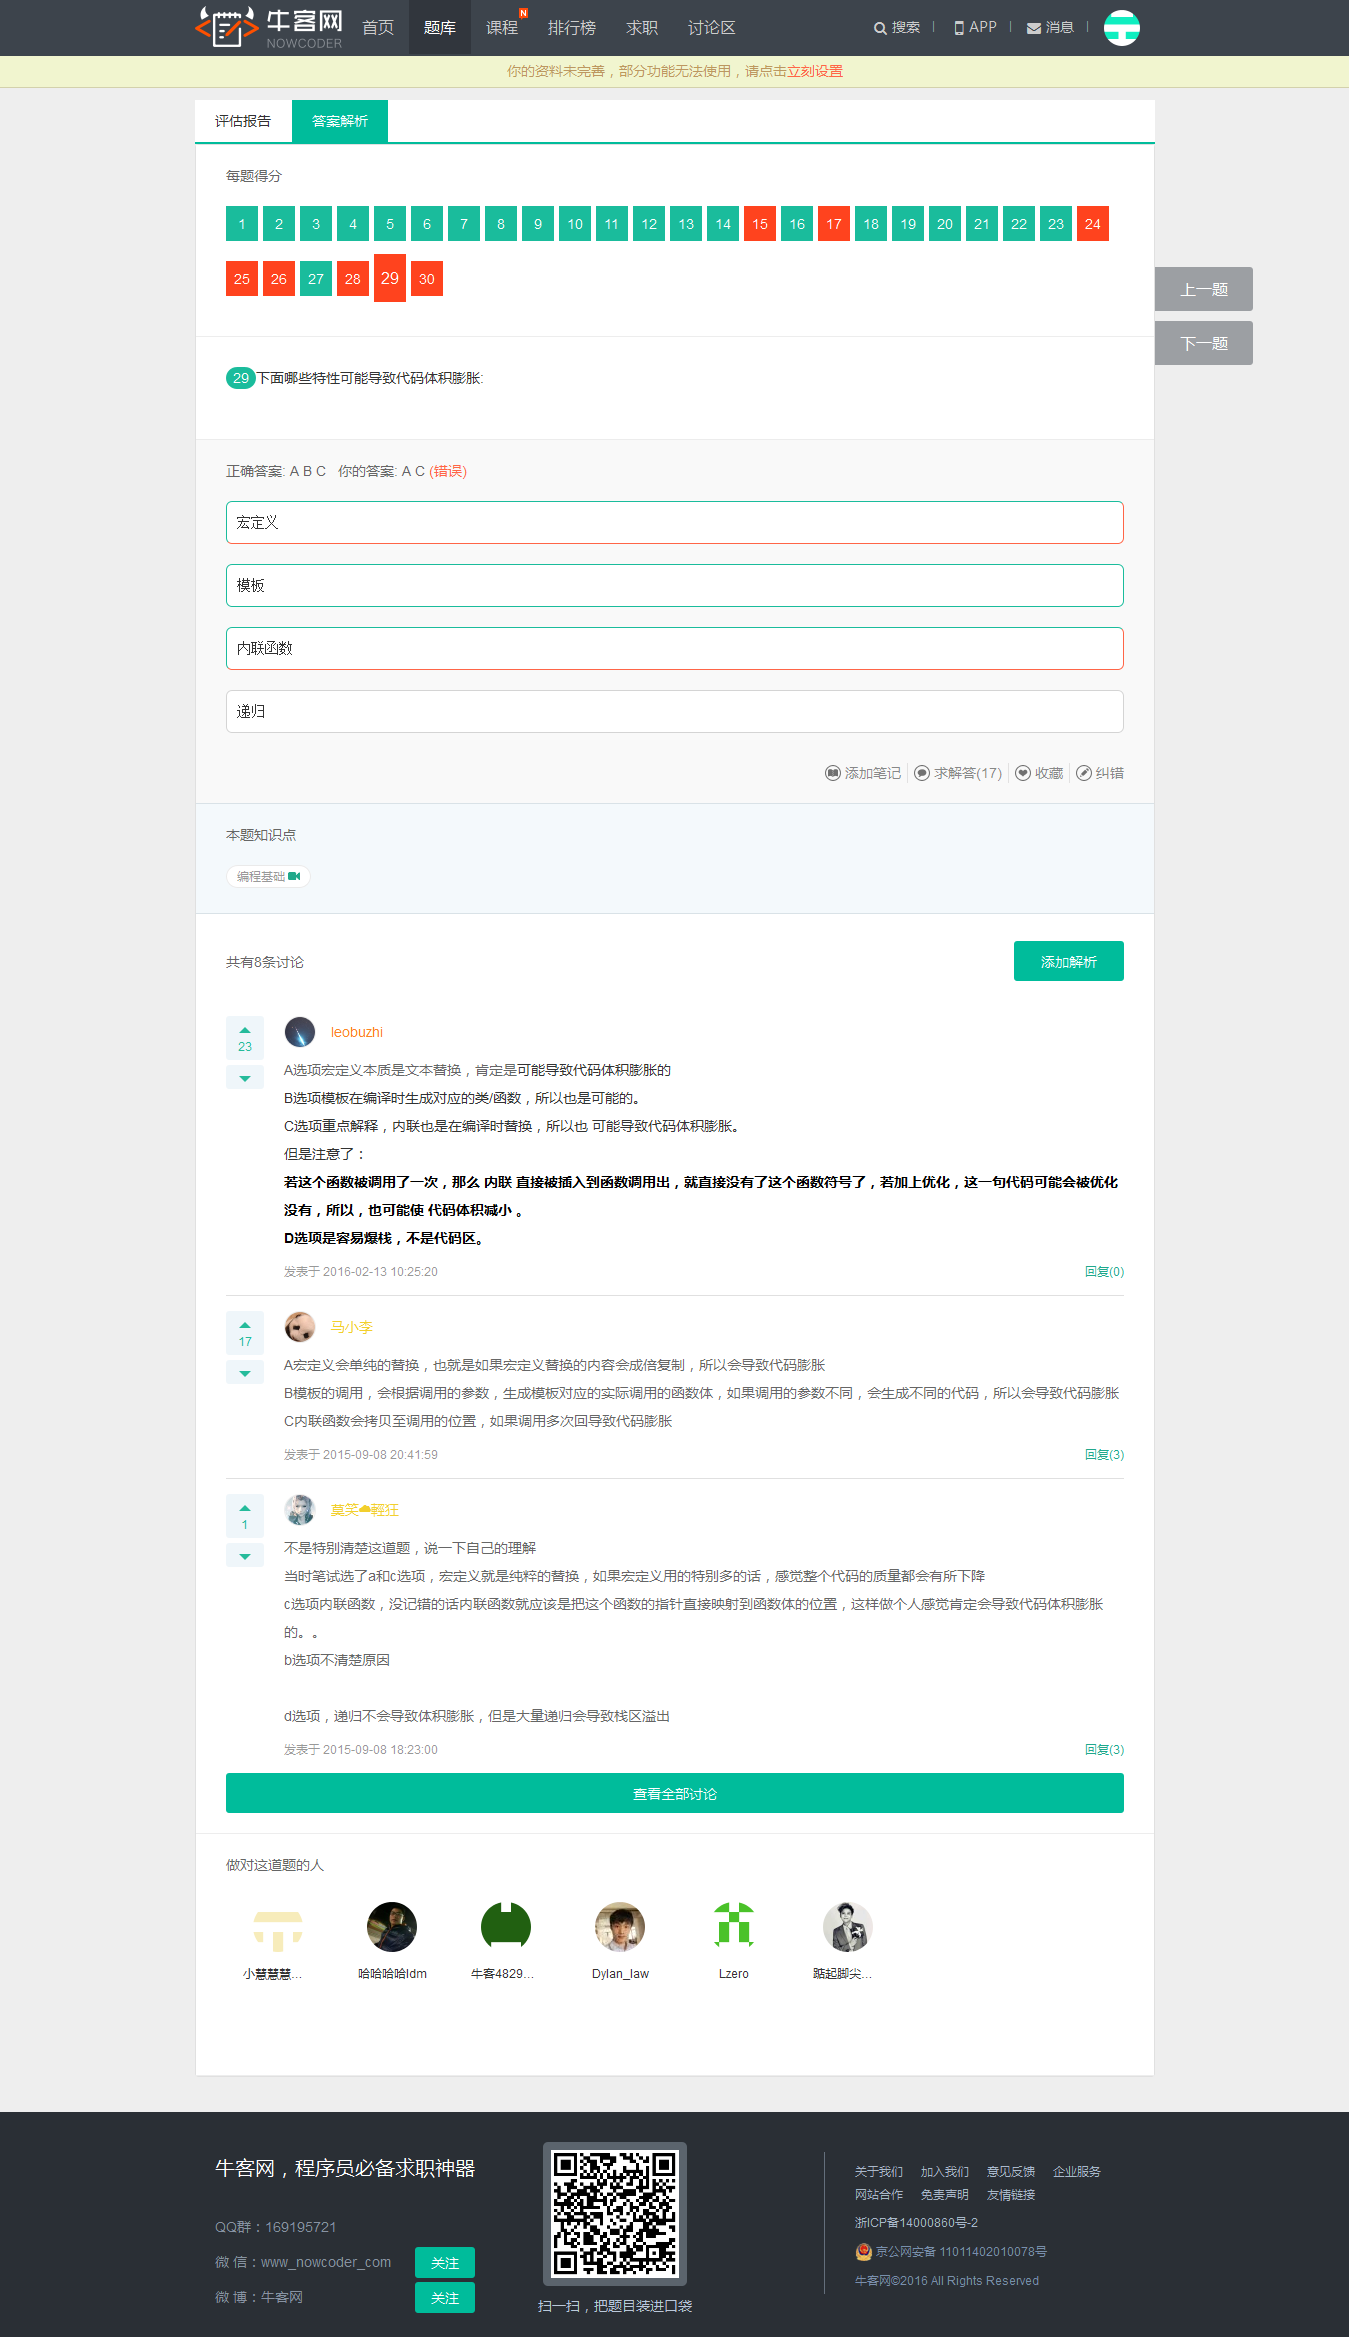 牛客网
NOWCODER
首页 题库 课程 N 排行榜 求职 讨论区 搜索 APP 消息
你的资料未完善，部分功能无法使用，请点击立刻设置
评估报告 答案解析
每题得分
1 2 3 4 5 6 7 8 9 10 11 12 13 14 15 16 17 18 19 20 21 22 23 24
25 26 27 28 29 30
上一题
下一题
29 下面哪些特性可能导致代码体积膨胀:
正确答案: A B C 你的答案: A C (错误)
宏定义
模板
内联函数
递归
添加笔记 求解答(17) 收藏 纠错
本题知识点
编程基础
共有8条讨论 添加解析
leobuzhi
23
A选项宏定义本质是文本替换，肯定是可能导致代码体积膨胀的
B选项模板在编译时生成对应的类/函数，所以也是可能的。
C选项重点解释，内联也是在编译时替换，所以也 可能导致代码体积膨胀。
但是注意了：
若这个函数被调用了一次，那么 内联 直接被插入到函数调用出，就直接没有了这个函数符号了，若加上优化，这一句代码可能会被优化
没有，所以，也可能使 代码体积减小 。
D选项是容易爆栈，不是代码区。
发表于 2016-02-13 10:25:20 回复(0)
马小李
17
A宏定义会单纯的替换，也就是如果宏定义替换的内容会成倍复制，所以会导致代码膨胀
B模板的调用，会根据调用的参数，生成模板对应的实际调用的函数体，如果调用的参数不同，会生成不同的代码，所以会导致代码膨胀
C内联函数会拷贝至调用的位置，如果调用多次回导致代码膨胀
发表于 2015-09-08 20:41:59 回复(3)
莫笑☁輕狂
1
不是特别清楚这道题，说一下自己的理解
当时笔试选了a和c选项，宏定义就是纯粹的替换，如果宏定义用的特别多的话，感觉整个代码的质量都会有所下降
c选项内联函数，没记错的话内联函数就应该是把这个函数的指针直接映射到函数体的位置，这样做个人感觉肯定会导致代码体积膨胀
的。。
b选项不清楚原因
d选项，递归不会导致体积膨胀，但是大量递归会导致栈区溢出
发表于 2015-09-08 18:23:00 回复(3)
查看全部讨论
做对这道题的人
小慧慧慧... 哈哈哈哈ldm 牛客4829... Dylan_law Lzero 踮起脚尖...
牛客网，程序员必备求职神器
QQ群：169195721
微 信：www_nowcoder_com 关注
微 博：牛客网 关注
扫一扫，把题目装进口袋
关于我们 加入我们 意见反馈 企业服务
网站合作 免责声明 友情链接
浙ICP备14000860号-2
京公网安备 11011402010078号
牛客网©2016 All Rights Reserved